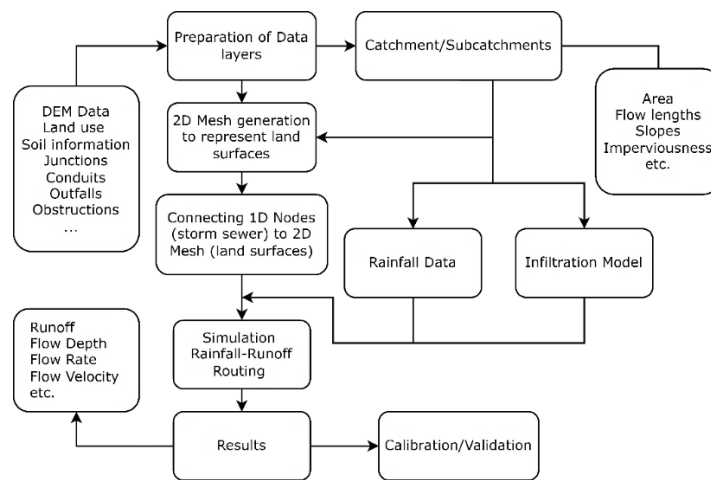 Preparation of Data
layers
Catchment/Subcatchments
DEM Data
Land use
Soil information
Junctions
Conduits
Outfalls
Obstructions
...
2D Mesh generation
to represent land
surfaces
Area
Flow lengths
Slopes
Imperviousness
etc.
Connecting 1D Nodes
(storm sewer) to 2D
Mesh (land surfaces)
Rainfall Data
Infiltration Model
Runoff
Flow Depth
Flow Rate
Flow Velocity
etc.
Simulation
Rainfall-Runoff
Routing
Results
Calibration/Validation